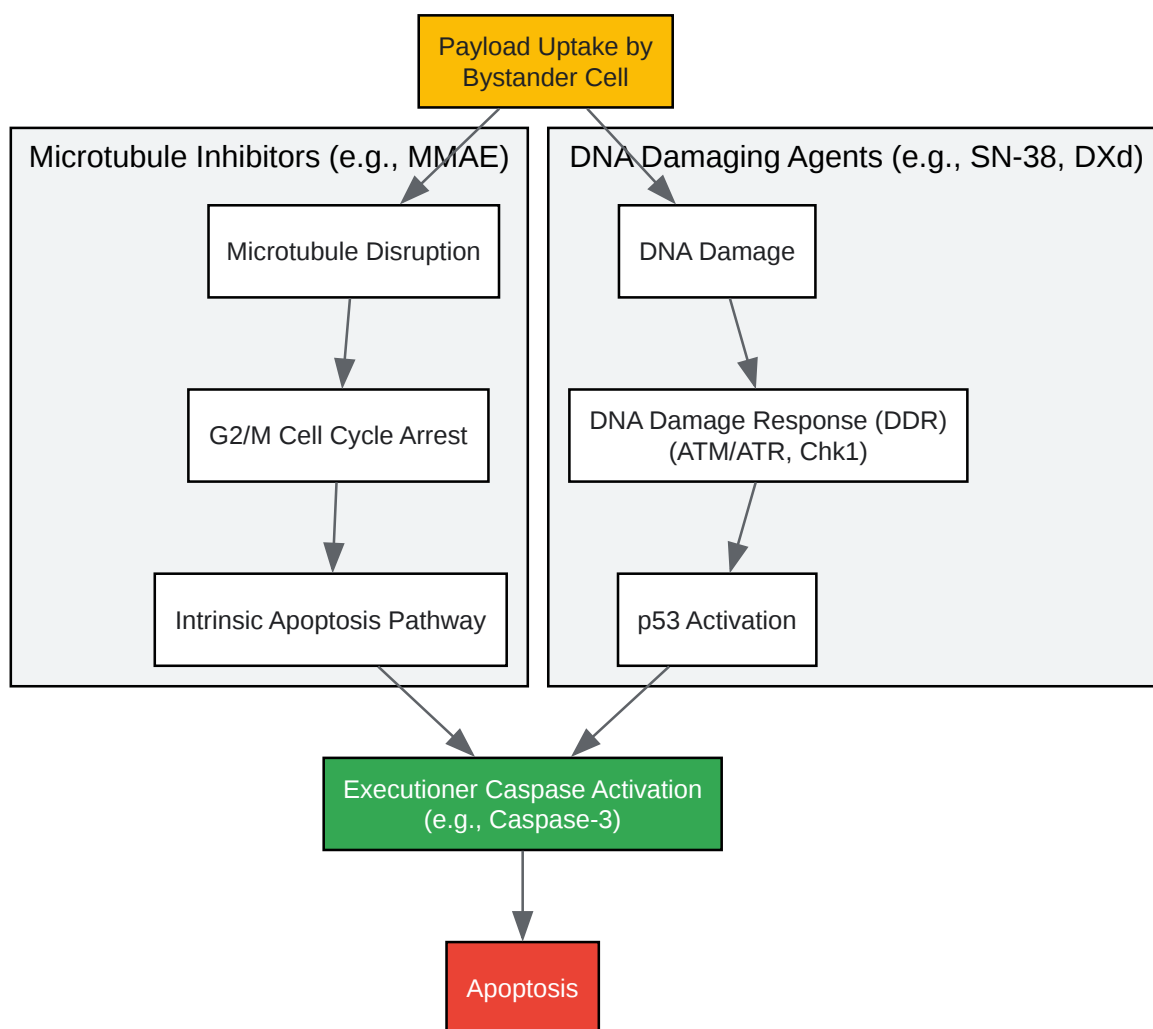 Payload Uptake by
Bystander Cell
Microtubule Inhibitors (e.g., MMAE)
DNA Damaging Agents (e.g., SN-38, DXd)
Microtubule Disruption
DNA Damage
G2/M Cell Cycle Arrest
DNA Damage Response (DDR)
(ATM/ATR, Chk1)
Intrinsic Apoptosis Pathway
p53 Activation
Executioner Caspase Activation
(e.g., Caspase-3)
Apoptosis